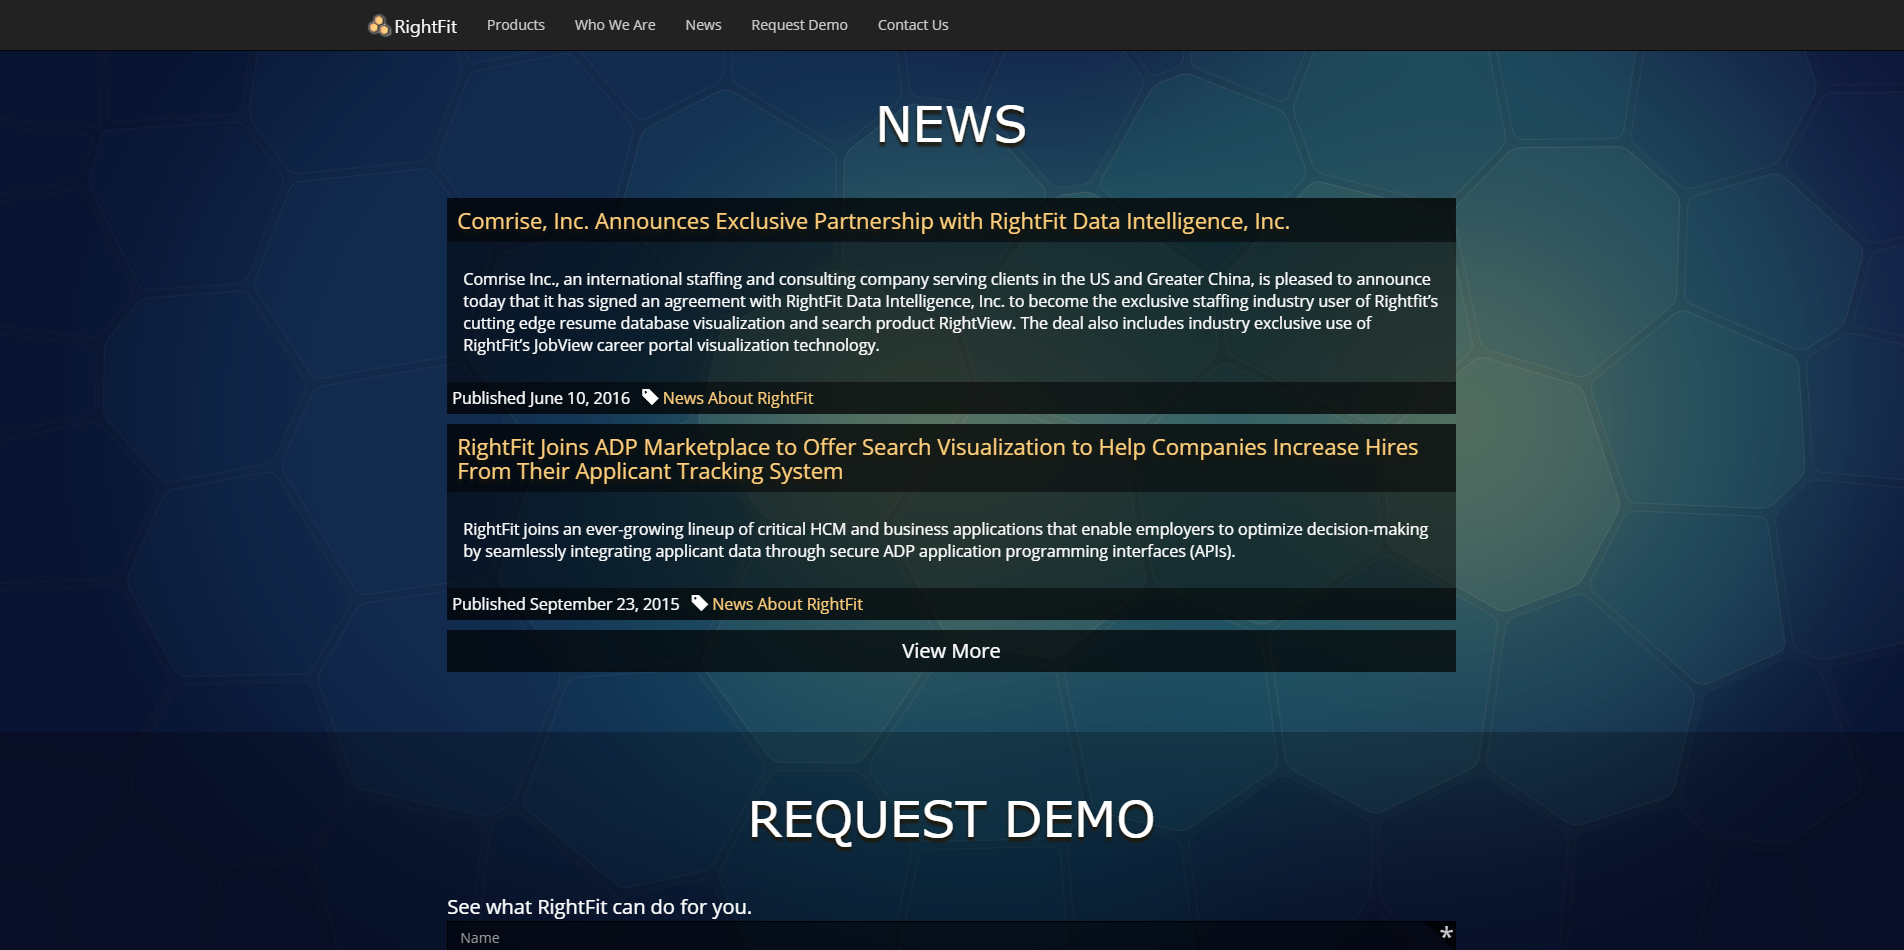 RightFit Products Who We Are News Request Demo Contact Us
NEWS
Comrise, Inc. Announces Exclusive Partnership with RightFit Data Intelligence, Inc.
Comrise Inc., an international staffing and consulting company serving clients in the US and Greater China, is pleased to announce
today that it has signed an agreement with RightFit Data Intelligence, Inc. to become the exclusive staffing industry user of Rightfit’s
cutting edge resume database visualization and search product RightView. The deal also includes industry exclusive use of
RightFit’s JobView career portal visualization technology.
Published June 10, 2016 News About RightFit
RightFit Joins ADP Marketplace to Offer Search Visualization to Help Companies Increase Hires
From Their Applicant Tracking System
RightFit joins an ever-growing lineup of critical HCM and business applications that enable employers to optimize decision-making
by seamlessly integrating applicant data through secure ADP application programming interfaces (APIs).
Published September 23, 2015 News About RightFit
View More
REQUEST DEMO
See what RightFit can do for you.
Name *